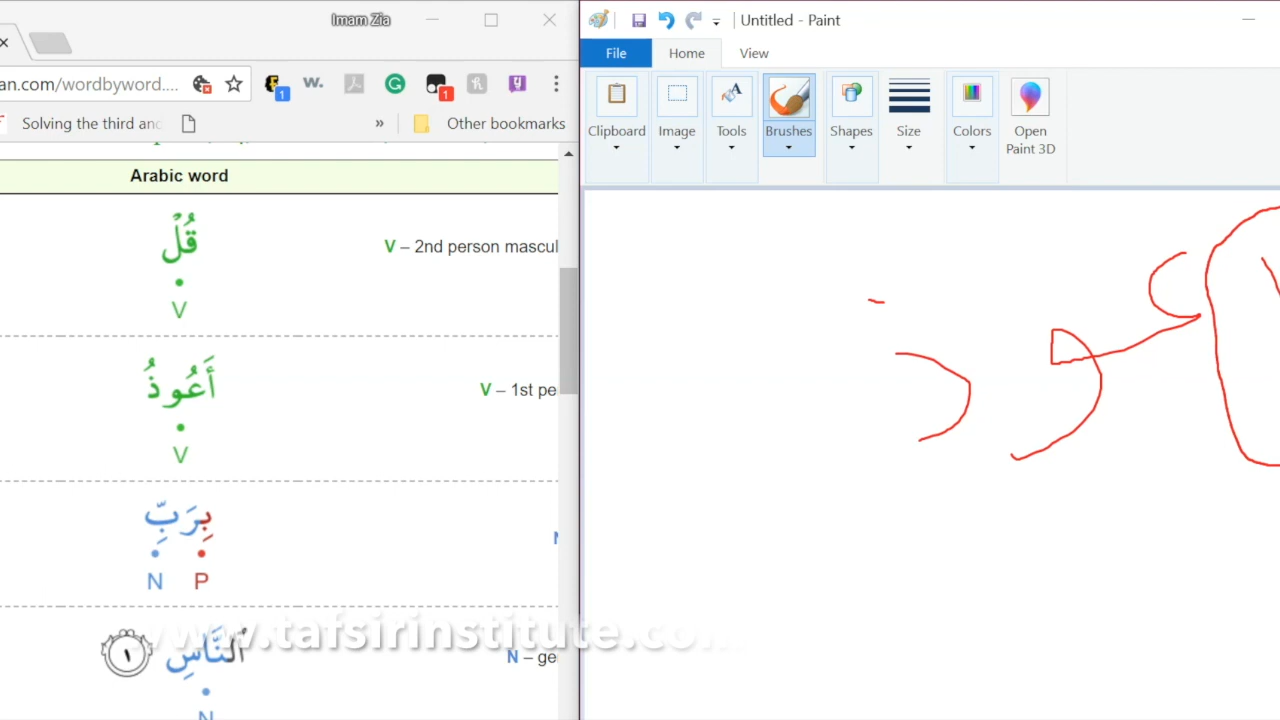 Imam Zia
Untitled - Paint
File Home View
an.com/wordbyword....
Solving the third and
» Other bookmarks
Clipboard Image Tools Brushes Shapes Size Colors Open Paint 3D
Arabic word
قُلْ
V
V – 2nd person mascul
أَعُوذُ
V
V – 1st pe
بِرَبِّ
N P
N
ٱلنَّاسِ ١
N – ge
N
www.tafsirinstitute.com